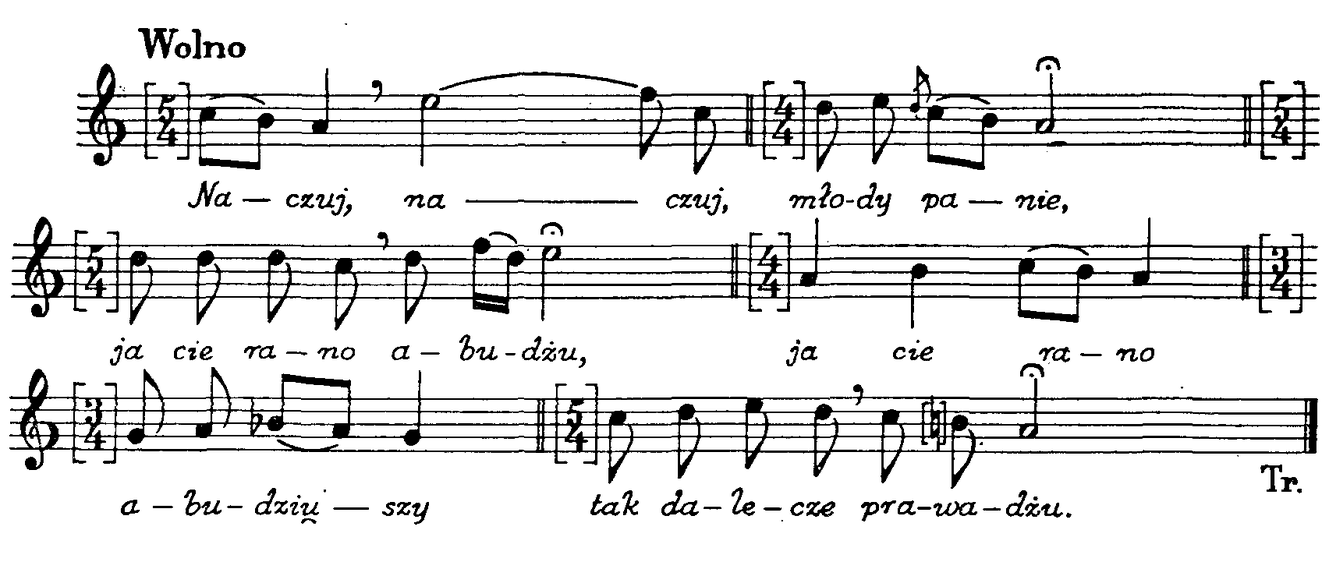 Wolno
Na — czuj, na ——— czuj, mło-dy pa — nie,
ja cie ra — no a — bu-dżu, ja cie ra — no
a — bu — dziu̯ — szy tak da — le — cze pra-wa — dżu.
Tr.